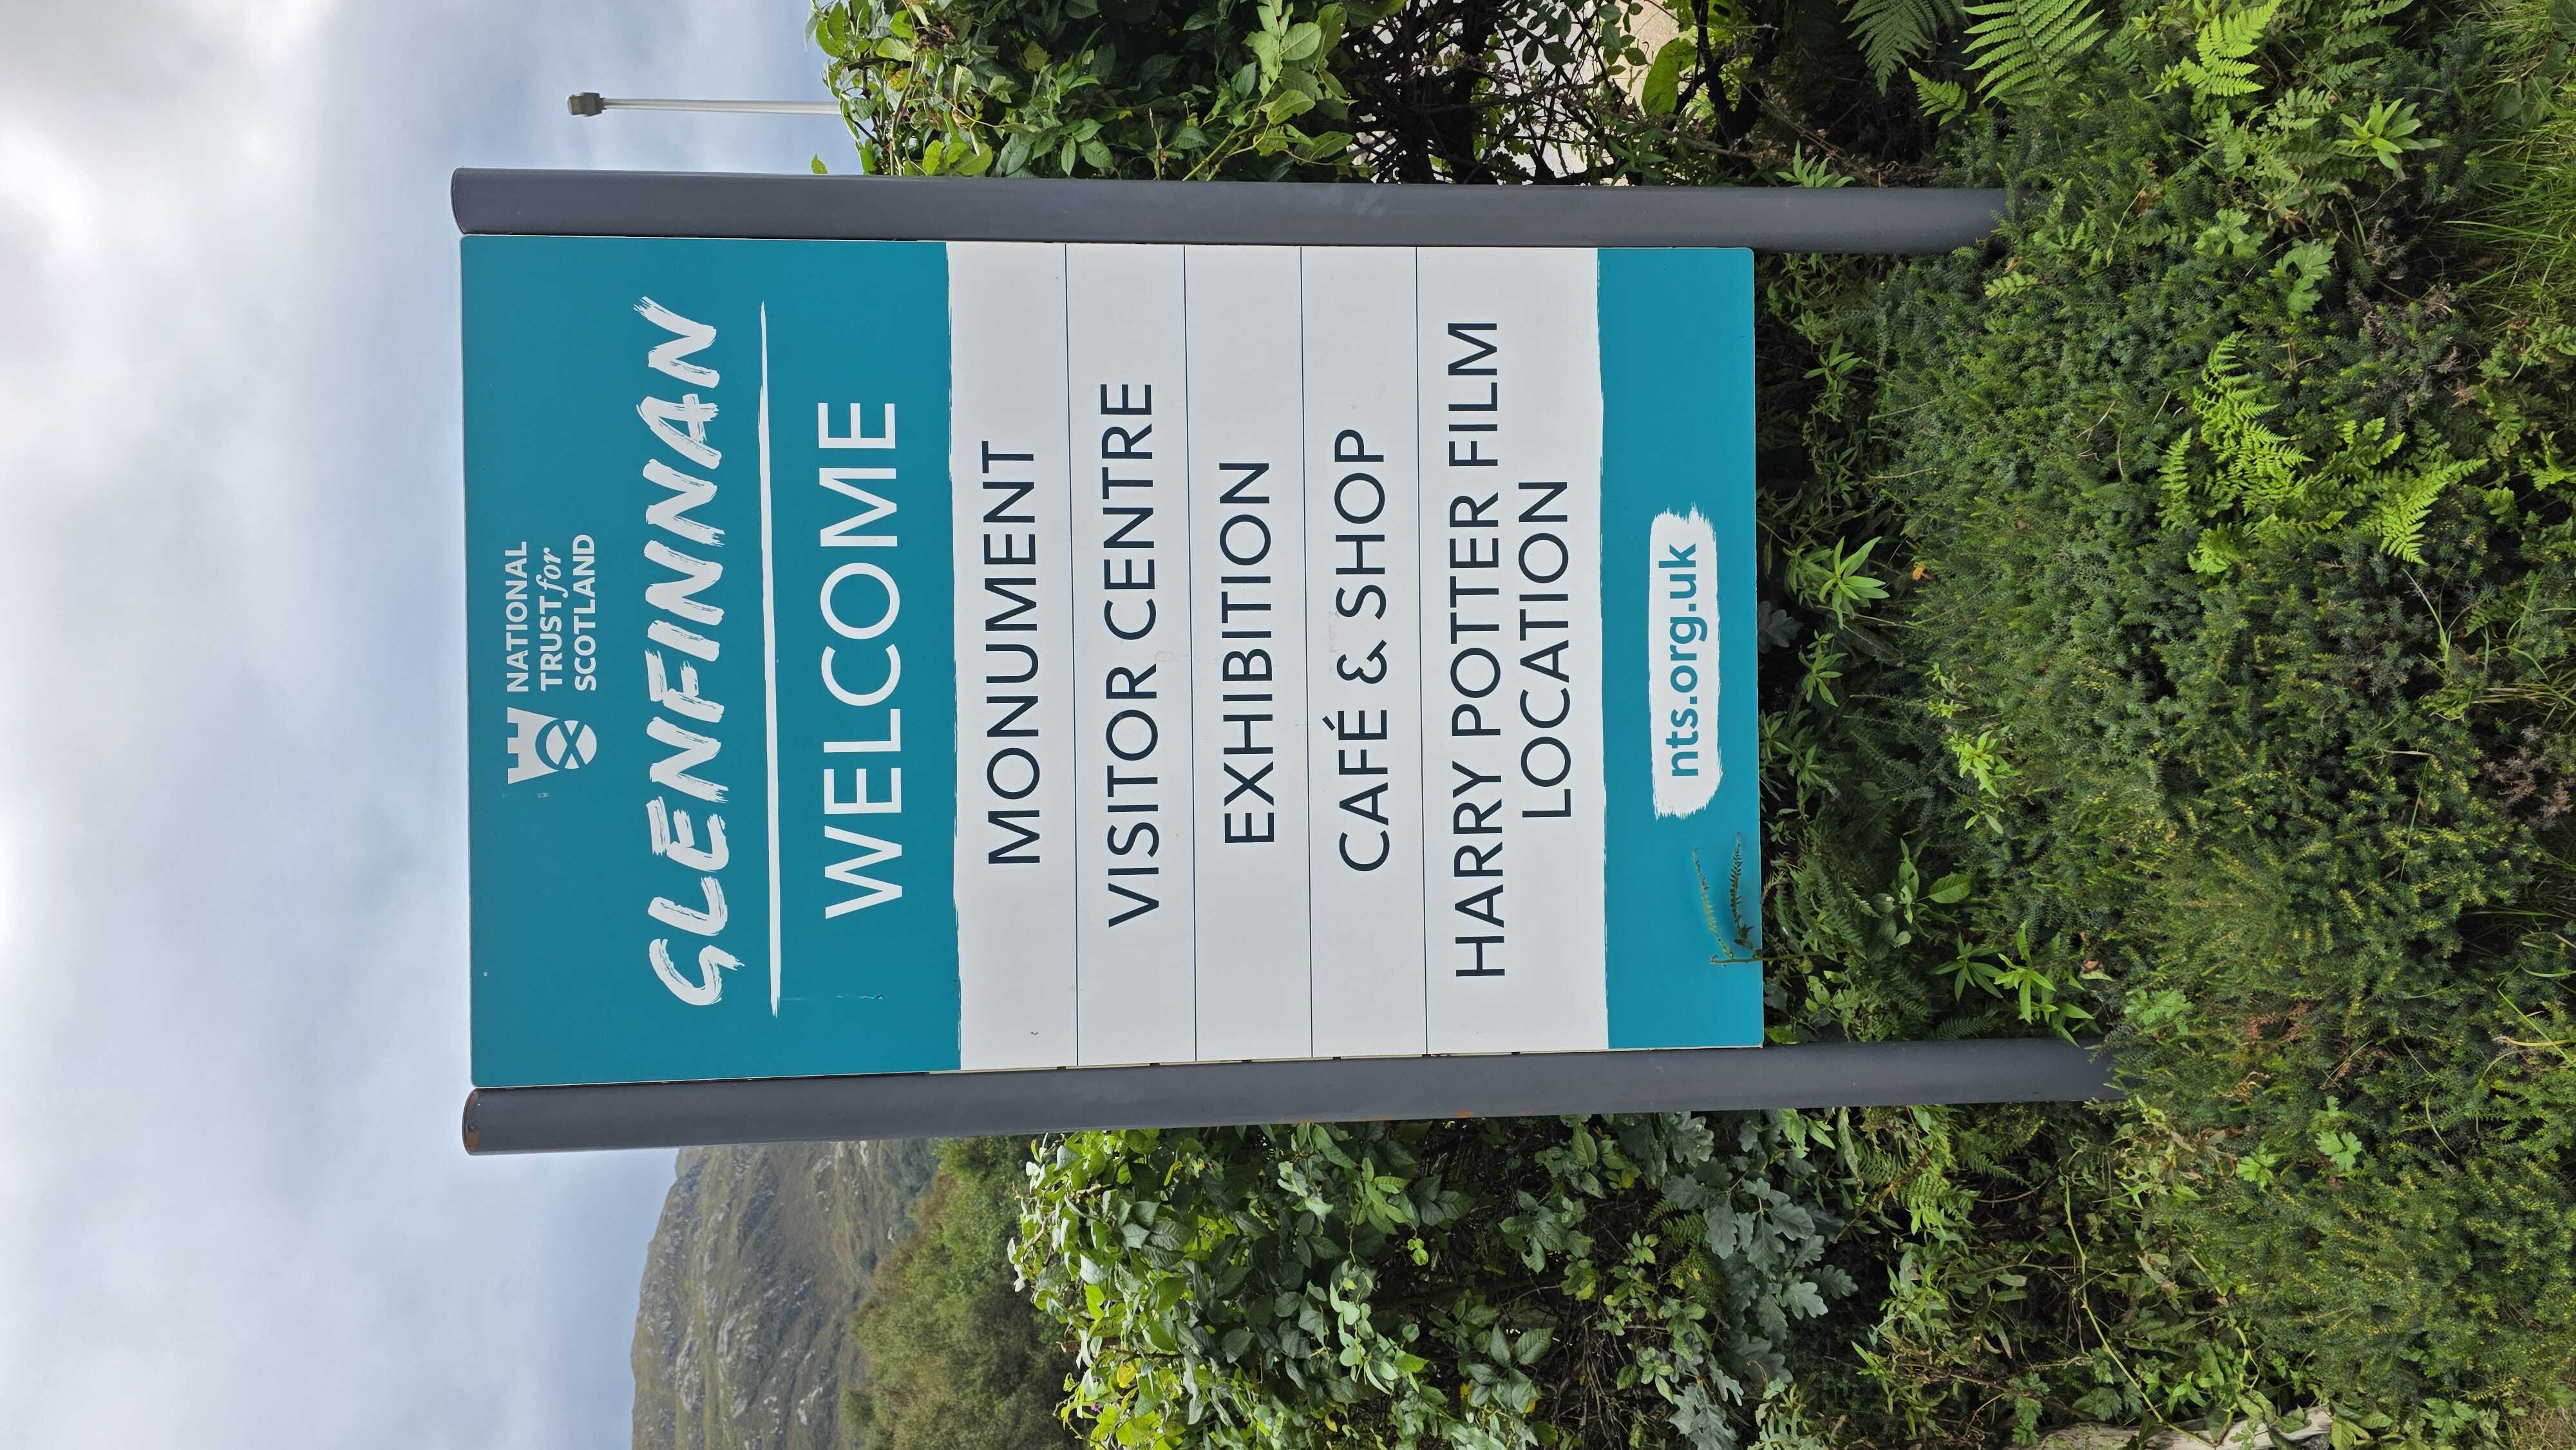 NATIONAL
TRUST for
SCOTLAND
GLENFINNAN
WELCOME
MONUMENT
VISITOR CENTRE
EXHIBITION
CAFÉ & SHOP
HARRY POTTER FILM
LOCATION
nts.org.uk